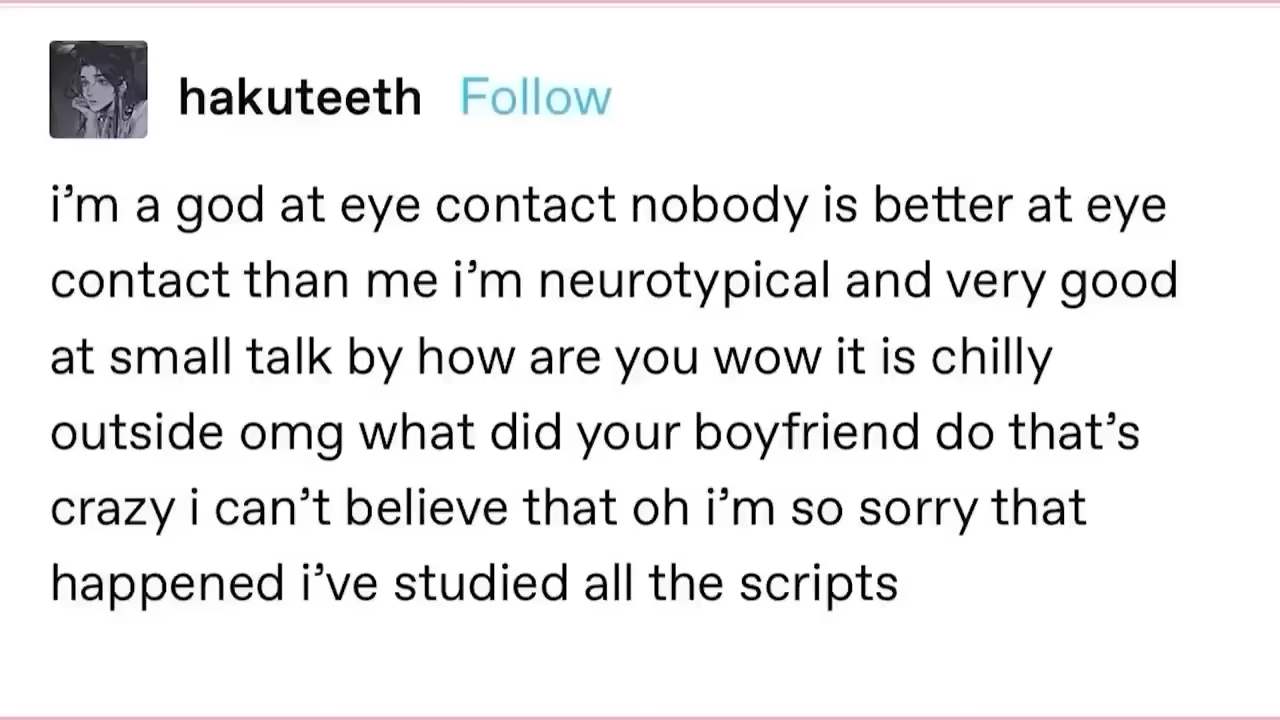 hakuteeth Follow
i’m a god at eye contact nobody is better at eye
contact than me i’m neurotypical and very good
at small talk by how are you wow it is chilly
outside omg what did your boyfriend do that’s
crazy i can’t believe that oh i’m so sorry that
happened i’ve studied all the scripts